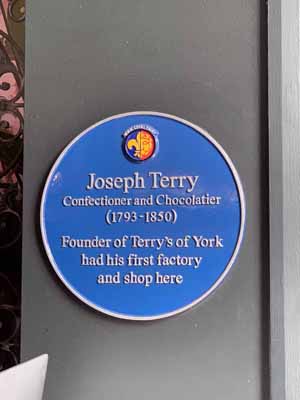 Joseph Terry
Confectioner and Chocolatier
(1793-1850)
Founder of Terry's of York
had his first factory
and shop here